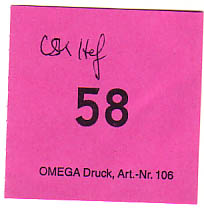 58
OMEGA Druck, Art.-Nr. 106